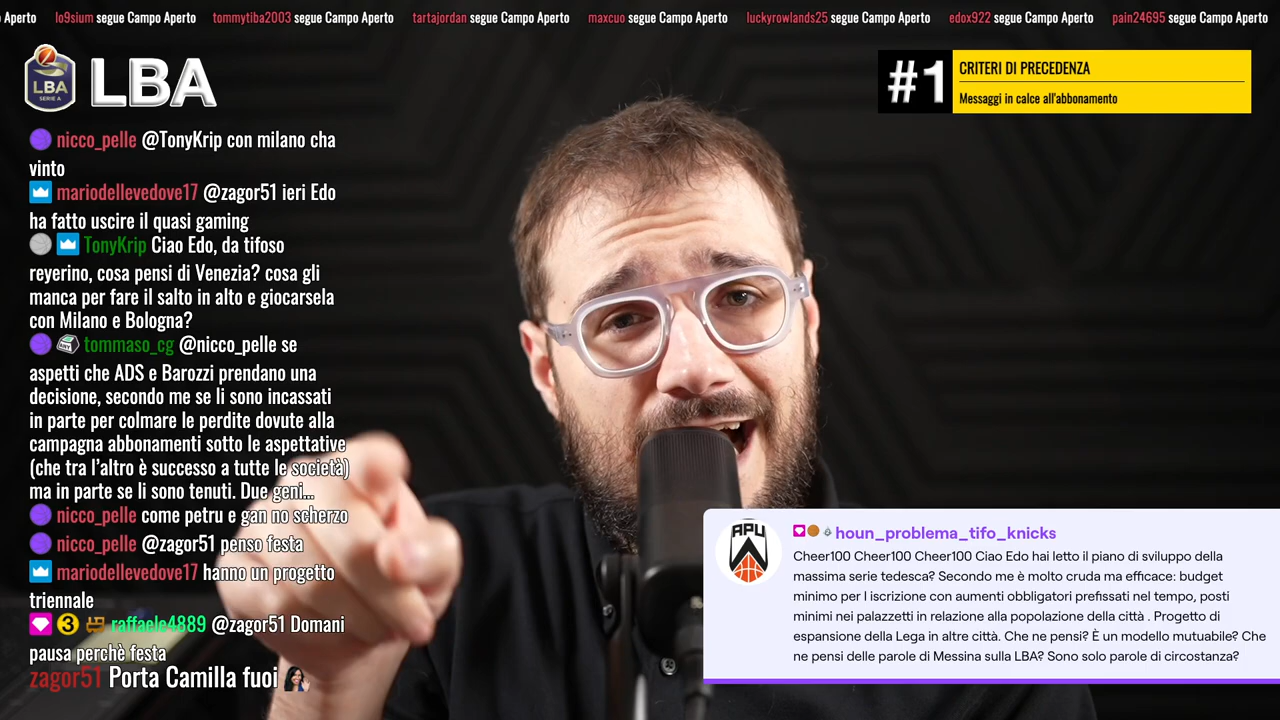 Aperto
lo9sium segue Campo Aperto
tommytiba2003 segue Campo Aperto
tartajordan segue Campo Aperto
maxcuo segue Campo Aperto
luckyrowlands25 segue Campo Aperto
edox922 segue Campo Aperto
pain24695 segue Campo Aperto
LBA
SERIE A
LBA
#1
CRITERI DI PRECEDENZA
Messaggi in calce all'abbonamento
nicco_pelle @TonyKrip con milano cha
vinto
mariodellevedove17 @zagor51 ieri Edo
ha fatto uscire il quasi gaming
TonyKrip Ciao Edo, da tifoso
reyerino, cosa pensi di Venezia? cosa gli
manca per fare il salto in alto e giocarsela
con Milano e Bologna?
tommaso_cg @nicco_pelle se
aspetti che ADS e Barozzi prendano una
decisione, secondo me se li sono incassati
in parte per colmare le perdite dovute alla
campagna abbonamenti sotto le aspettative
(che tra l'altro è successo a tutte le società)
ma in parte se li sono tenuti. Due geni...
nicco_pelle come petru e gan no scherzo
nicco_pelle @zagor51 penso festa
mariodellevedove17 hanno un progetto
triennale
3 raffaele4889 @zagor51 Domani
pausa perchè festa
zagor51 Porta Camilla fuoi
APU
houn_problema_tifo_knicks
Cheer100 Cheer100 Cheer100 Ciao Edo hai letto il piano di sviluppo della
massima serie tedesca? Secondo me è molto cruda ma efficace: budget
minimo per l iscrizione con aumenti obbligatori prefissati nel tempo, posti
minimi nei palazzetti in relazione alla popolazione della città . Progetto di
espansione della Lega in altre città. Che ne pensi? È un modello mutuabile? Che
ne pensi delle parole di Messina sulla LBA? Sono solo parole di circostanza?